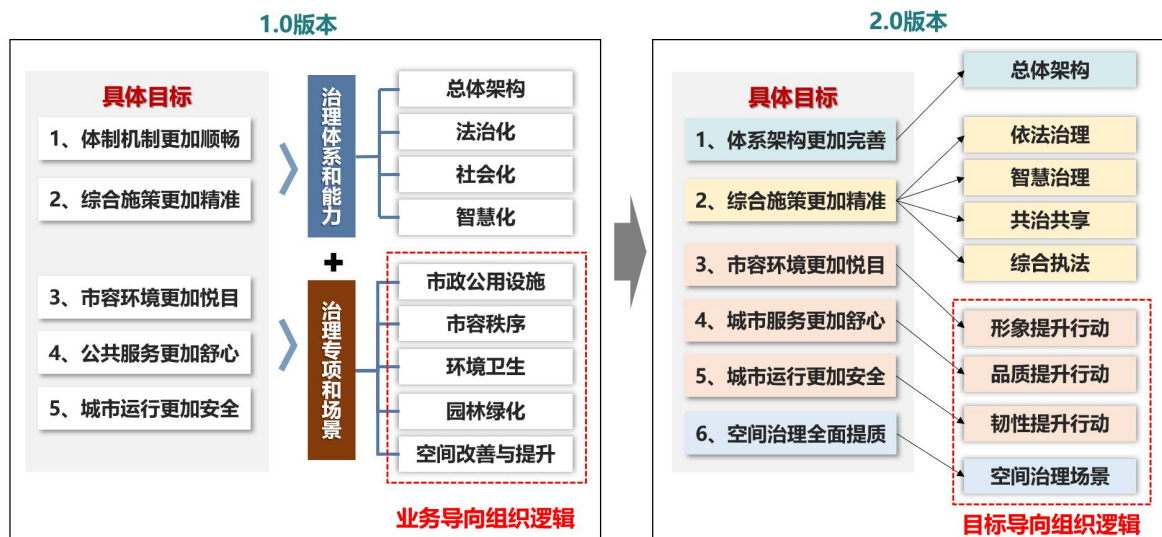 1.0版本
具体目标
1、体制机制更加顺畅
2、综合施策更加精准
3、市容环境更加悦目
4、公共服务更加舒心
5、城市运行更加安全
治理体系和能力
总体架构
法治化
社会化
智慧化
+
治理专项和场景
市政公用设施
市容秩序
环境卫生
园林绿化
空间改善与提升
业务导向组织逻辑
2.0版本
具体目标
1、体系架构更加完善
2、综合施策更加精准
3、市容环境更加悦目
4、城市服务更加舒心
5、城市运行更加安全
6、空间治理全面提质
总体架构
依法治理
智慧治理
共治共享
综合执法
形象提升行动
品质提升行动
韧性提升行动
空间治理场景
目标导向组织逻辑